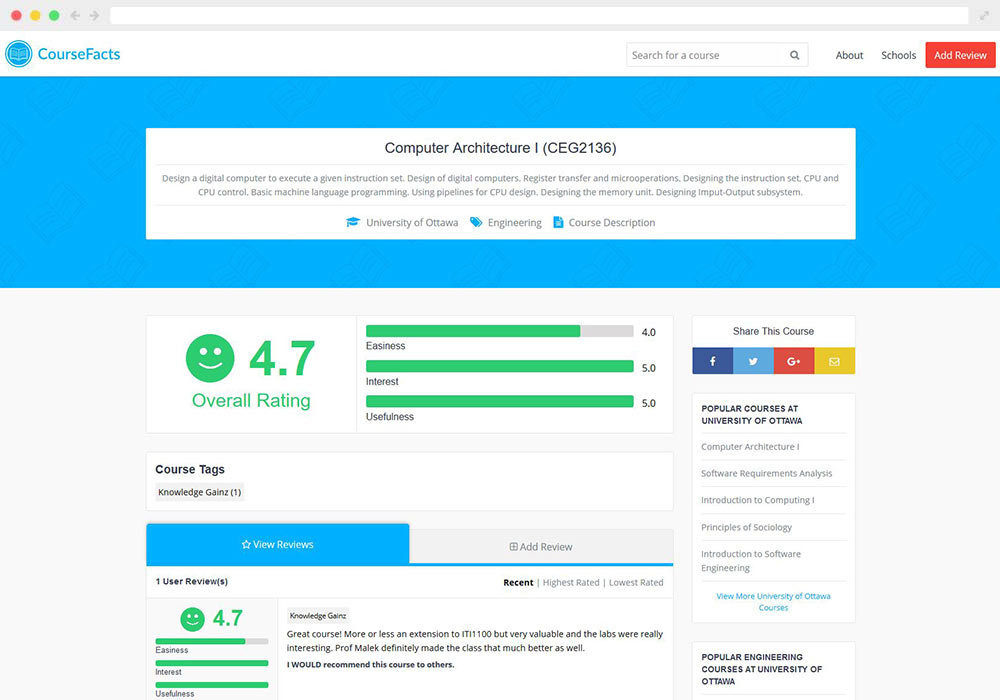 CourseFacts
Search for a course
About
Schools
Add Review
Computer Architecture I (CEG2136)
Design a digital computer to execute a given instruction set. Design of digital computers. Register transfer and microoperations. Designing the instruction set, CPU and
CPU control. Basic machine language programming. Using pipelines for CPU design. Designing the memory unit. Designing Imput-Output subsystem.
University of Ottawa
Engineering
Course Description
4.7
Overall Rating
4.0
Easiness
5.0
Interest
5.0
Usefulness
Course Tags
Knowledge Gainz (1)
View Reviews
Add Review
1 User Review(s)
Recent | Highest Rated | Lowest Rated
4.7
Easiness
Interest
Usefulness
Knowledge Gainz
Great course! More or less an extension to ITI1100 but very valuable and the labs were really
interesting. Prof Malek definitely made the class that much better as well.
I WOULD recommend this course to others.
Share This Course
f
G+
POPULAR COURSES AT
UNIVERSITY OF OTTAWA
Computer Architecture I
Software Requirements Analysis
Introduction to Computing I
Principles of Sociology
Introduction to Software
Engineering
View More University of Ottawa
Courses
POPULAR ENGINEERING
COURSES AT UNIVERSITY OF
OTTAWA